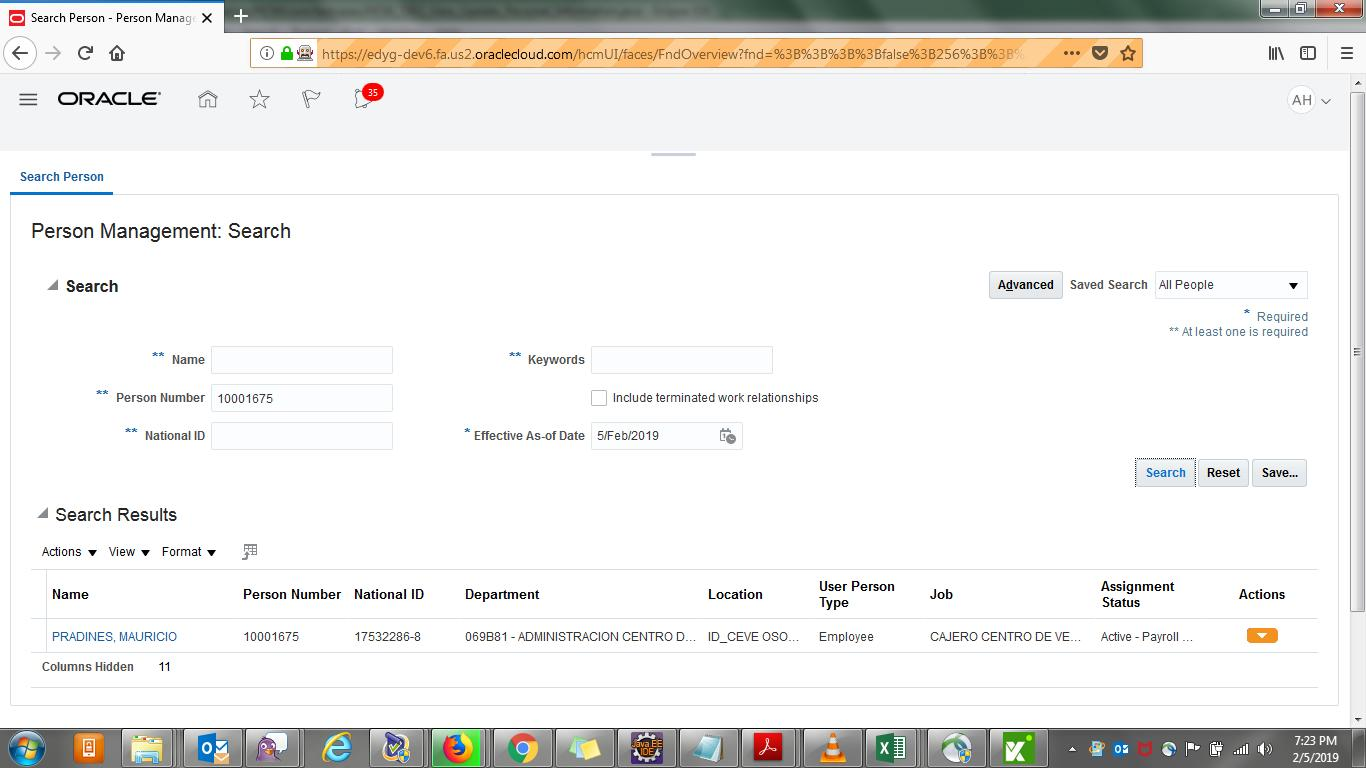 Search Person - Person Manag
https://edyg-dev6.fa.us2.oraclecloud.com/hcmUI/faces/FndOverview?fnd=%3B%3B%3B%3Bfalse%3B256%3B%3B%
ORACLE
35
AH
Search Person
Person Management: Search
Search
Advanced Saved Search All People
* Required
** At least one is required
** Name
** Keywords
** Person Number 10001675
Include terminated work relationships
** National ID
* Effective As-of Date 5/Feb/2019
Search Reset Save...
Search Results
Actions View Format
Name Person Number National ID Department Location User Person Type Job Assignment Status Actions
PRADINES, MAURICIO 10001675 17532286-8 069B81 - ADMINISTRACION CENTRO D... ID_CEVE OSO... Employee CAJERO CENTRO DE VE... Active - Payroll ...
Columns Hidden 11
Java EE
IDE
7:23 PM
2/5/2019